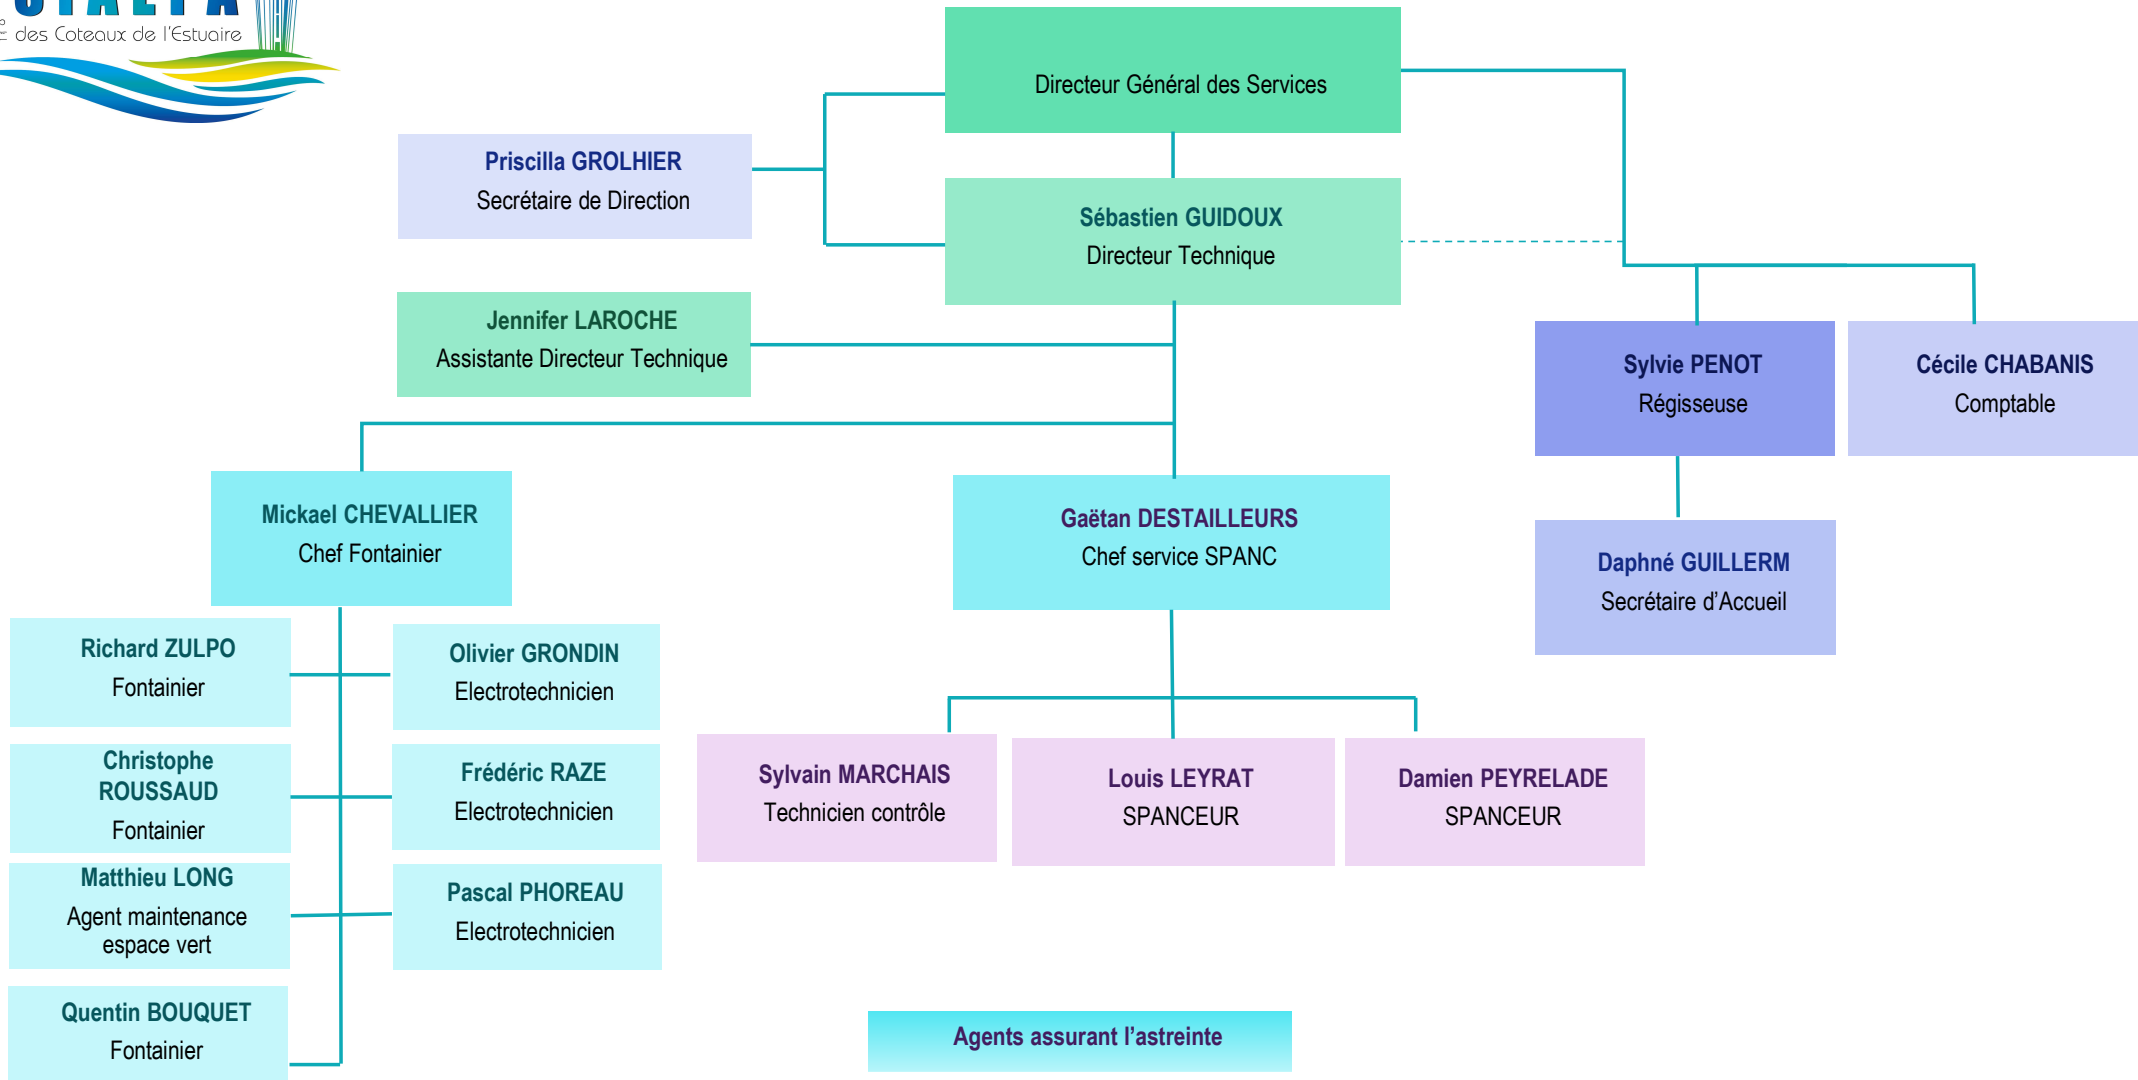 des Coteaux de l'Estuaire
Directeur Général des Services
Priscilla GROLHIER
Secrétaire de Direction
Sébastien GUIDOUX
Directeur Technique
Jennifer LAROCHE
Assistante Directeur Technique
Sylvie PENOT
Régisseuse
Cécile CHABANIS
Comptable
Mickael CHEVALLIER
Chef Fontainier
Gaëtan DESTAILLEURS
Chef service SPANC
Daphné GUILLERM
Secrétaire d’Accueil
Richard ZULPO
Fontainier
Olivier GRONDIN
Electrotechnicien
Christophe
ROUSSAUD
Fontainier
Frédéric RAZE
Electrotechnicien
Sylvain MARCHAIS
Technicien contrôle
Louis LEYRAT
SPANCEUR
Damien PEYRELADE
SPANCEUR
Matthieu LONG
Agent maintenance
espace vert
Pascal PHOREAU
Electrotechnicien
Quentin BOUQUET
Fontainier
Agents assurant l’astreinte